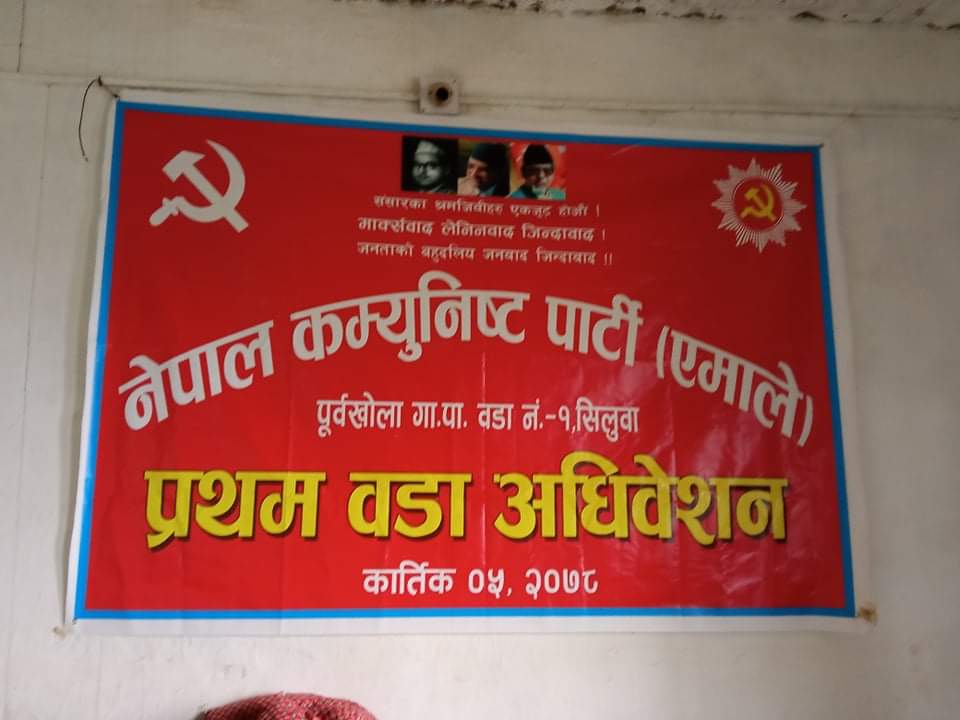 संसारका श्रमजिवीहरु एकजुट होऔं !
मार्क्सवाद लेनिनवाद जिन्दावाद !
जनताको बहुदलिय जनवाद जिन्दावाद !!
नेपाल कम्युनिष्ट पार्टी (एमाले)
पूर्वखोला गा.पा. वडा नं.-१,सिलुवा
प्रथम वडा अधिवेशन
कार्तिक ०५, २०७८